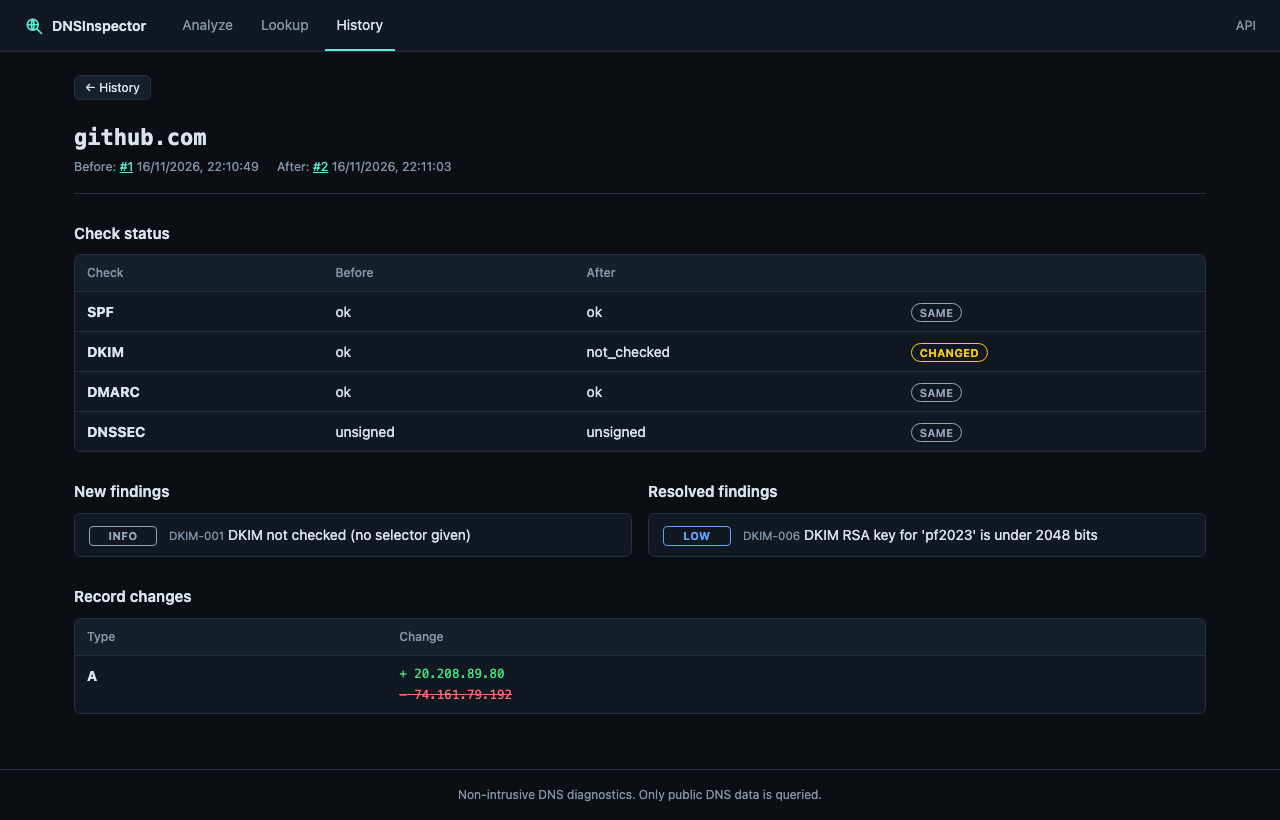 DNSInspector Analyze Lookup History API
← History
github.com
Before: #1 16/11/2026, 22:10:49 After: #2 16/11/2026, 22:11:03
Check status
Check Before After
SPF ok ok SAME
DKIM ok not_checked CHANGED
DMARC ok ok SAME
DNSSEC unsigned unsigned SAME
New findings Resolved findings
INFO DKIM-001 DKIM not checked (no selector given) LOW DKIM-006 DKIM RSA key for 'pf2023' is under 2048 bits
Record changes
Type Change
A + 20.208.89.80
− 74.161.79.192
Non-intrusive DNS diagnostics. Only public DNS data is queried.